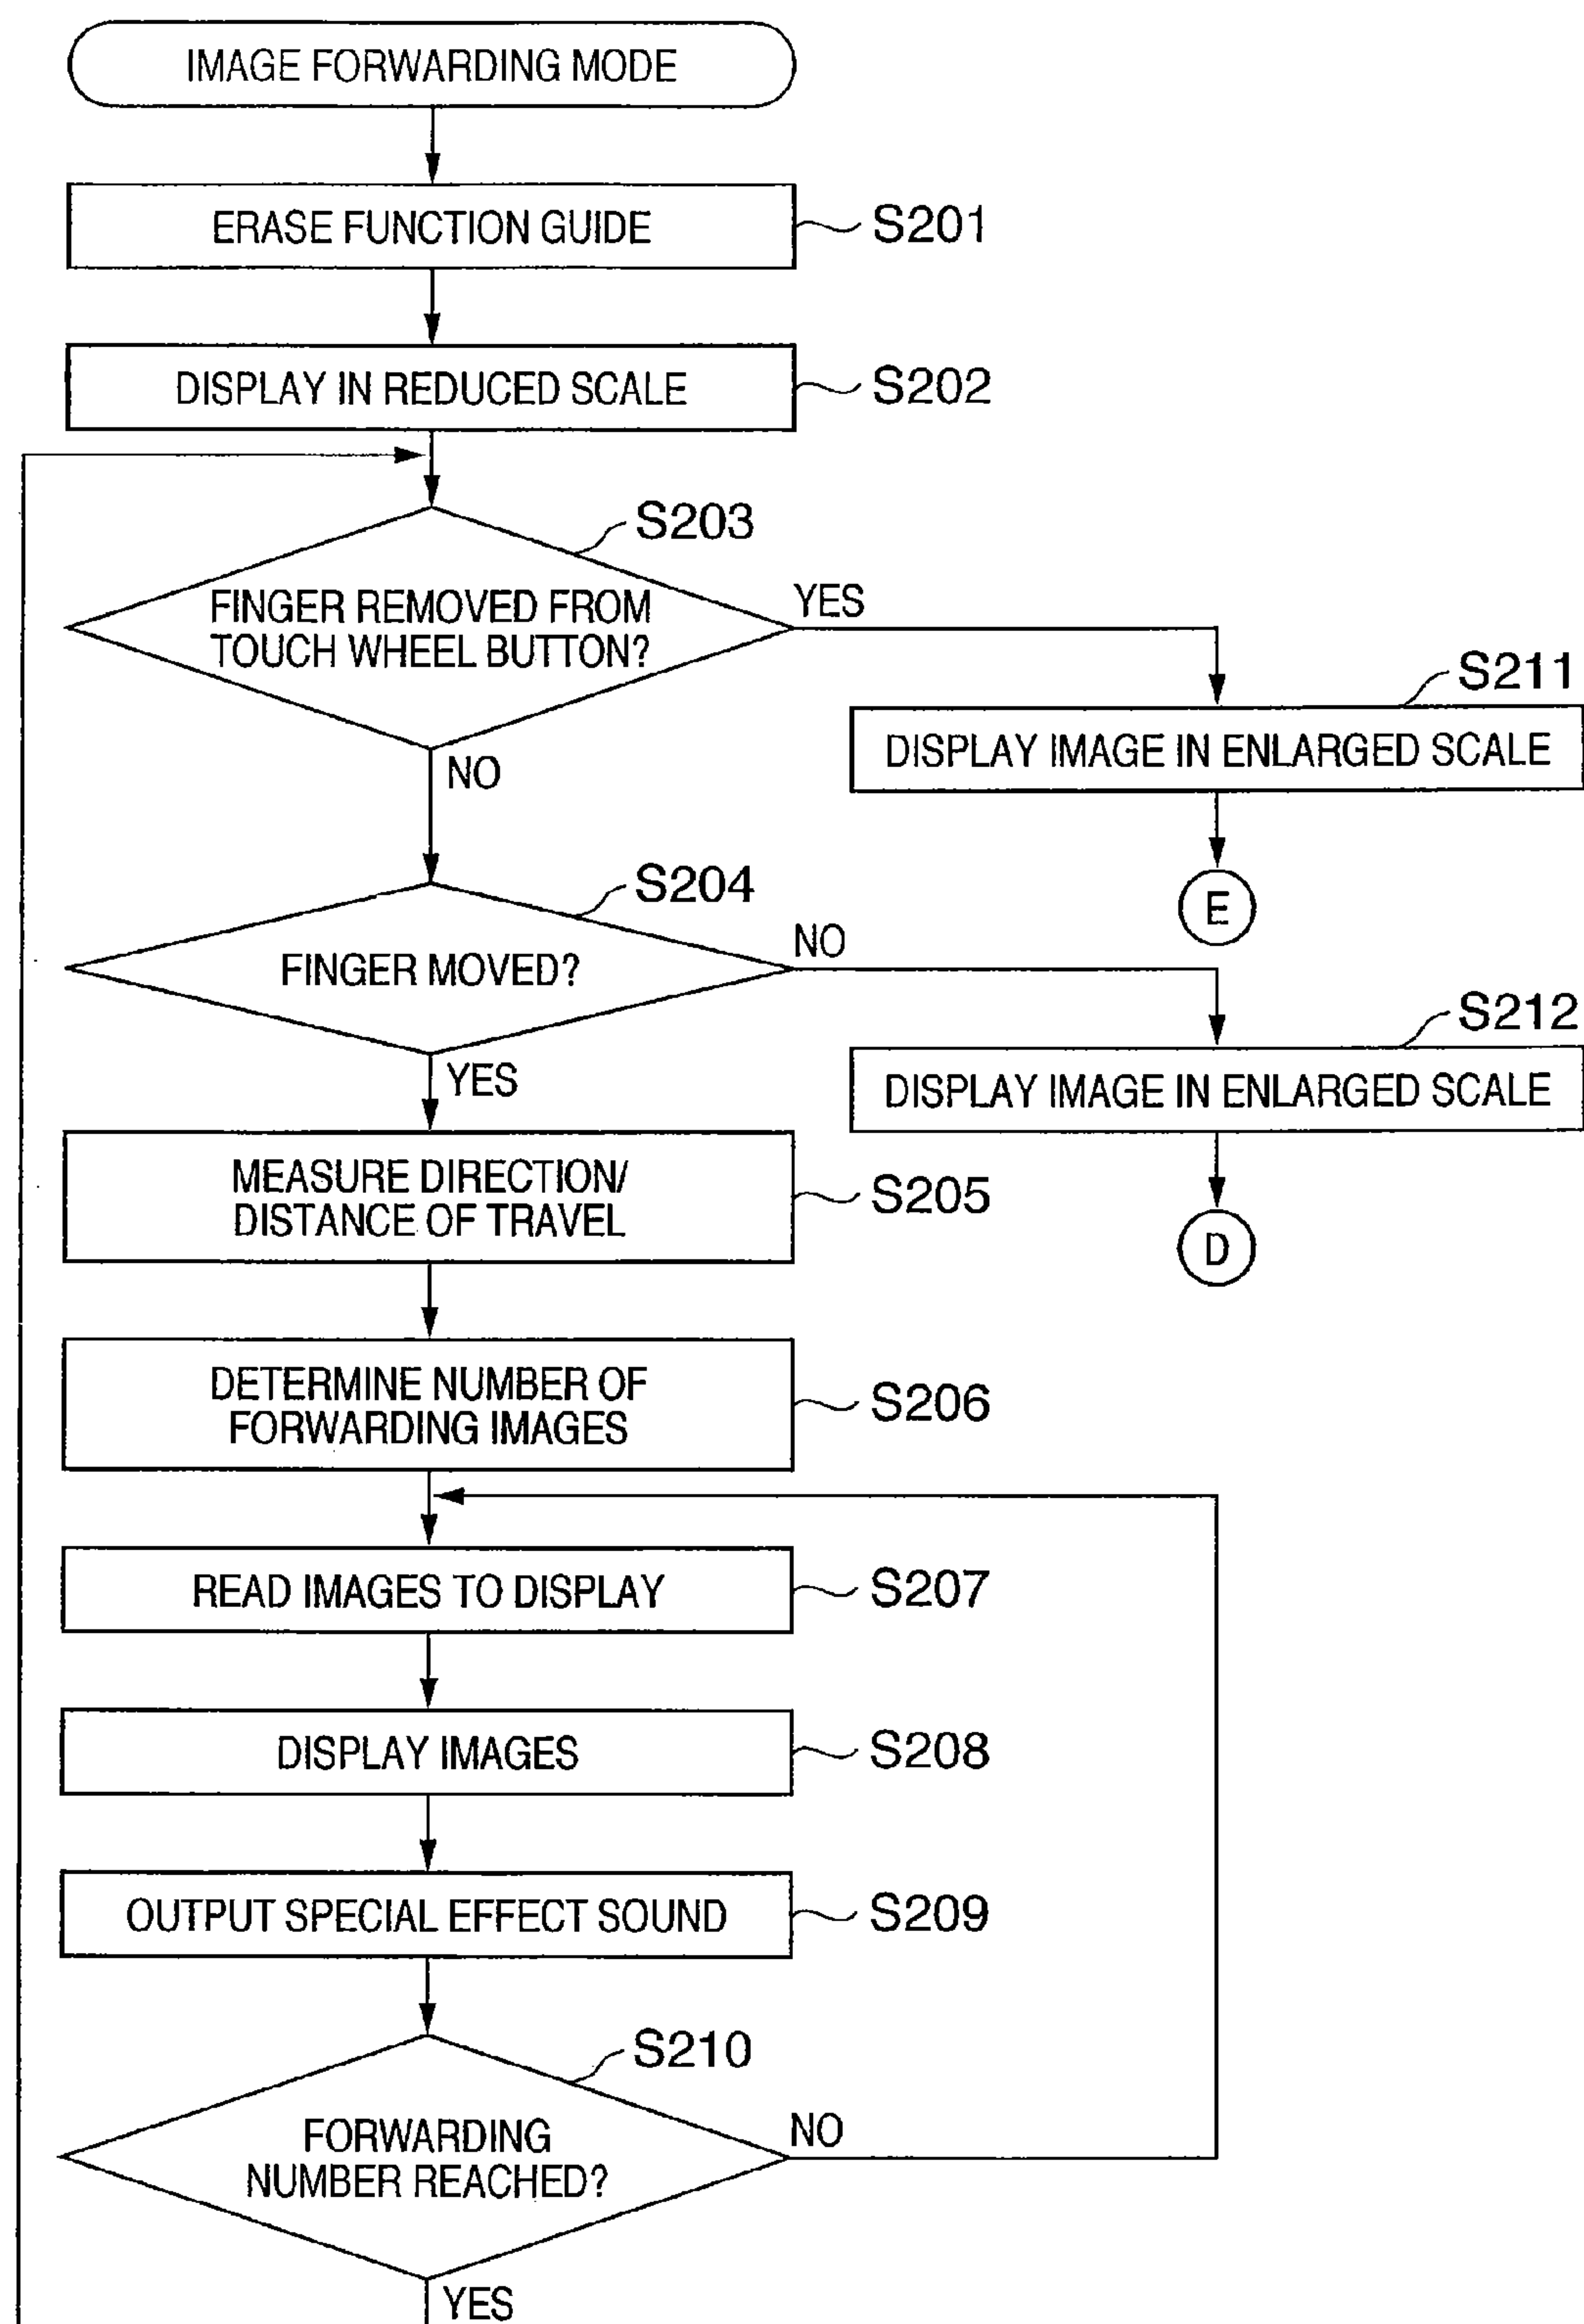 IMAGE FORWARDING MODE
ERASE FUNCTION GUIDE
S201
DISPLAY IN REDUCED SCALE
S202
S203
FINGER REMOVED FROM
TOUCH WHEEL BUTTON?
YES
NO
S211
DISPLAY IMAGE IN ENLARGED SCALE
E
S204
FINGER MOVED?
NO
YES
S212
DISPLAY IMAGE IN ENLARGED SCALE
D
MEASURE DIRECTION/
DISTANCE OF TRAVEL
S205
DETERMINE NUMBER OF
FORWARDING IMAGES
S206
READ IMAGES TO DISPLAY
S207
DISPLAY IMAGES
S208
OUTPUT SPECIAL EFFECT SOUND
S209
S210
FORWARDING
NUMBER REACHED?
NO
YES